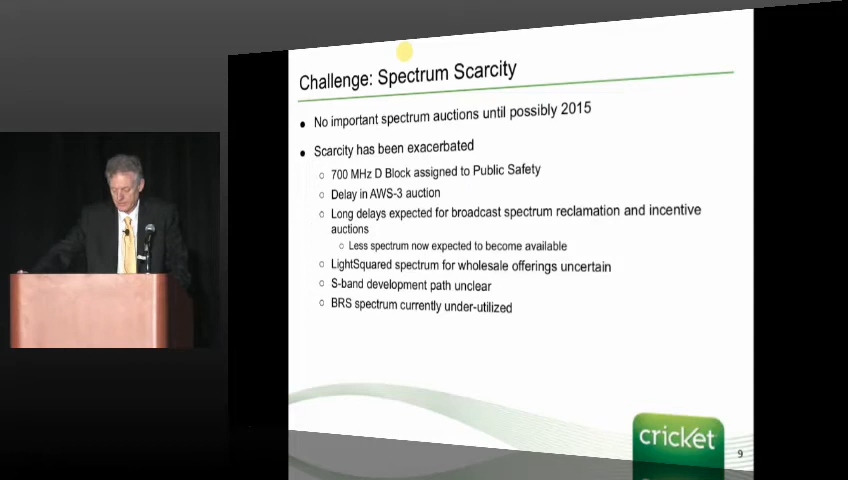 Challenge: Spectrum Scarcity
• No important spectrum auctions until possibly 2015
• Scarcity has been exacerbated
○ 700 MHz D Block assigned to Public Safety
○ Delay in AWS-3 auction
○ Long delays expected for broadcast spectrum reclamation and incentive
auctions
○ Less spectrum now expected to become available
○ LightSquared spectrum for wholesale offerings uncertain
○ S-band development path unclear
○ BRS spectrum currently under-utilized
cricket
9